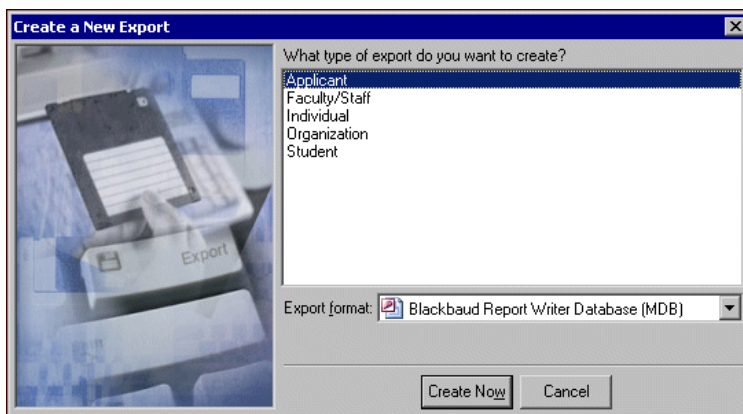 Create a New Export
What type of export do you want to create?
Applicant
Faculty/Staff
Individual
Organization
Student
Export
Export format: Blackbaud Report Writer Database (MDB)
Create Now Cancel